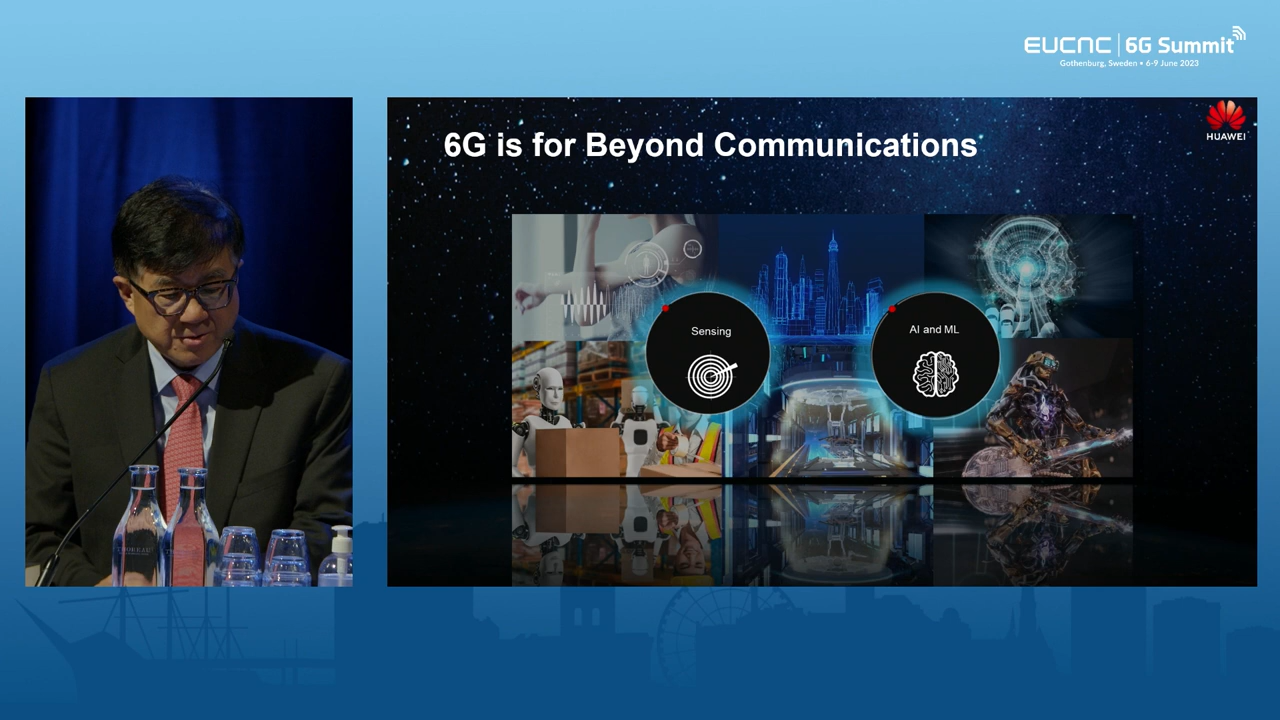 EUCNC | 6G Summit
Gothenburg, Sweden • 6-9 June 2023
HUAWEI
6G is for Beyond Communications
Sensing
AI and ML